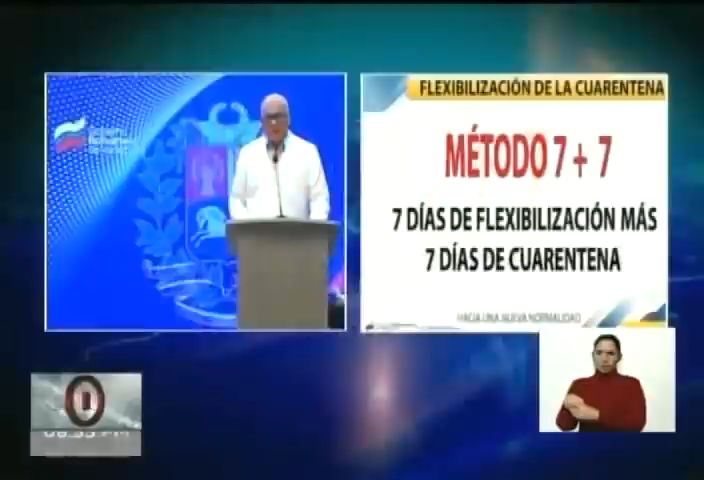 FLEXIBILIZACIÓN DE LA CUARENTENA
MÉTODO 7 + 7
7 DÍAS DE FLEXIBILIZACIÓN MÁS
7 DÍAS DE CUARENTENA
HACIA UNA NUEVA NORMALIDAD